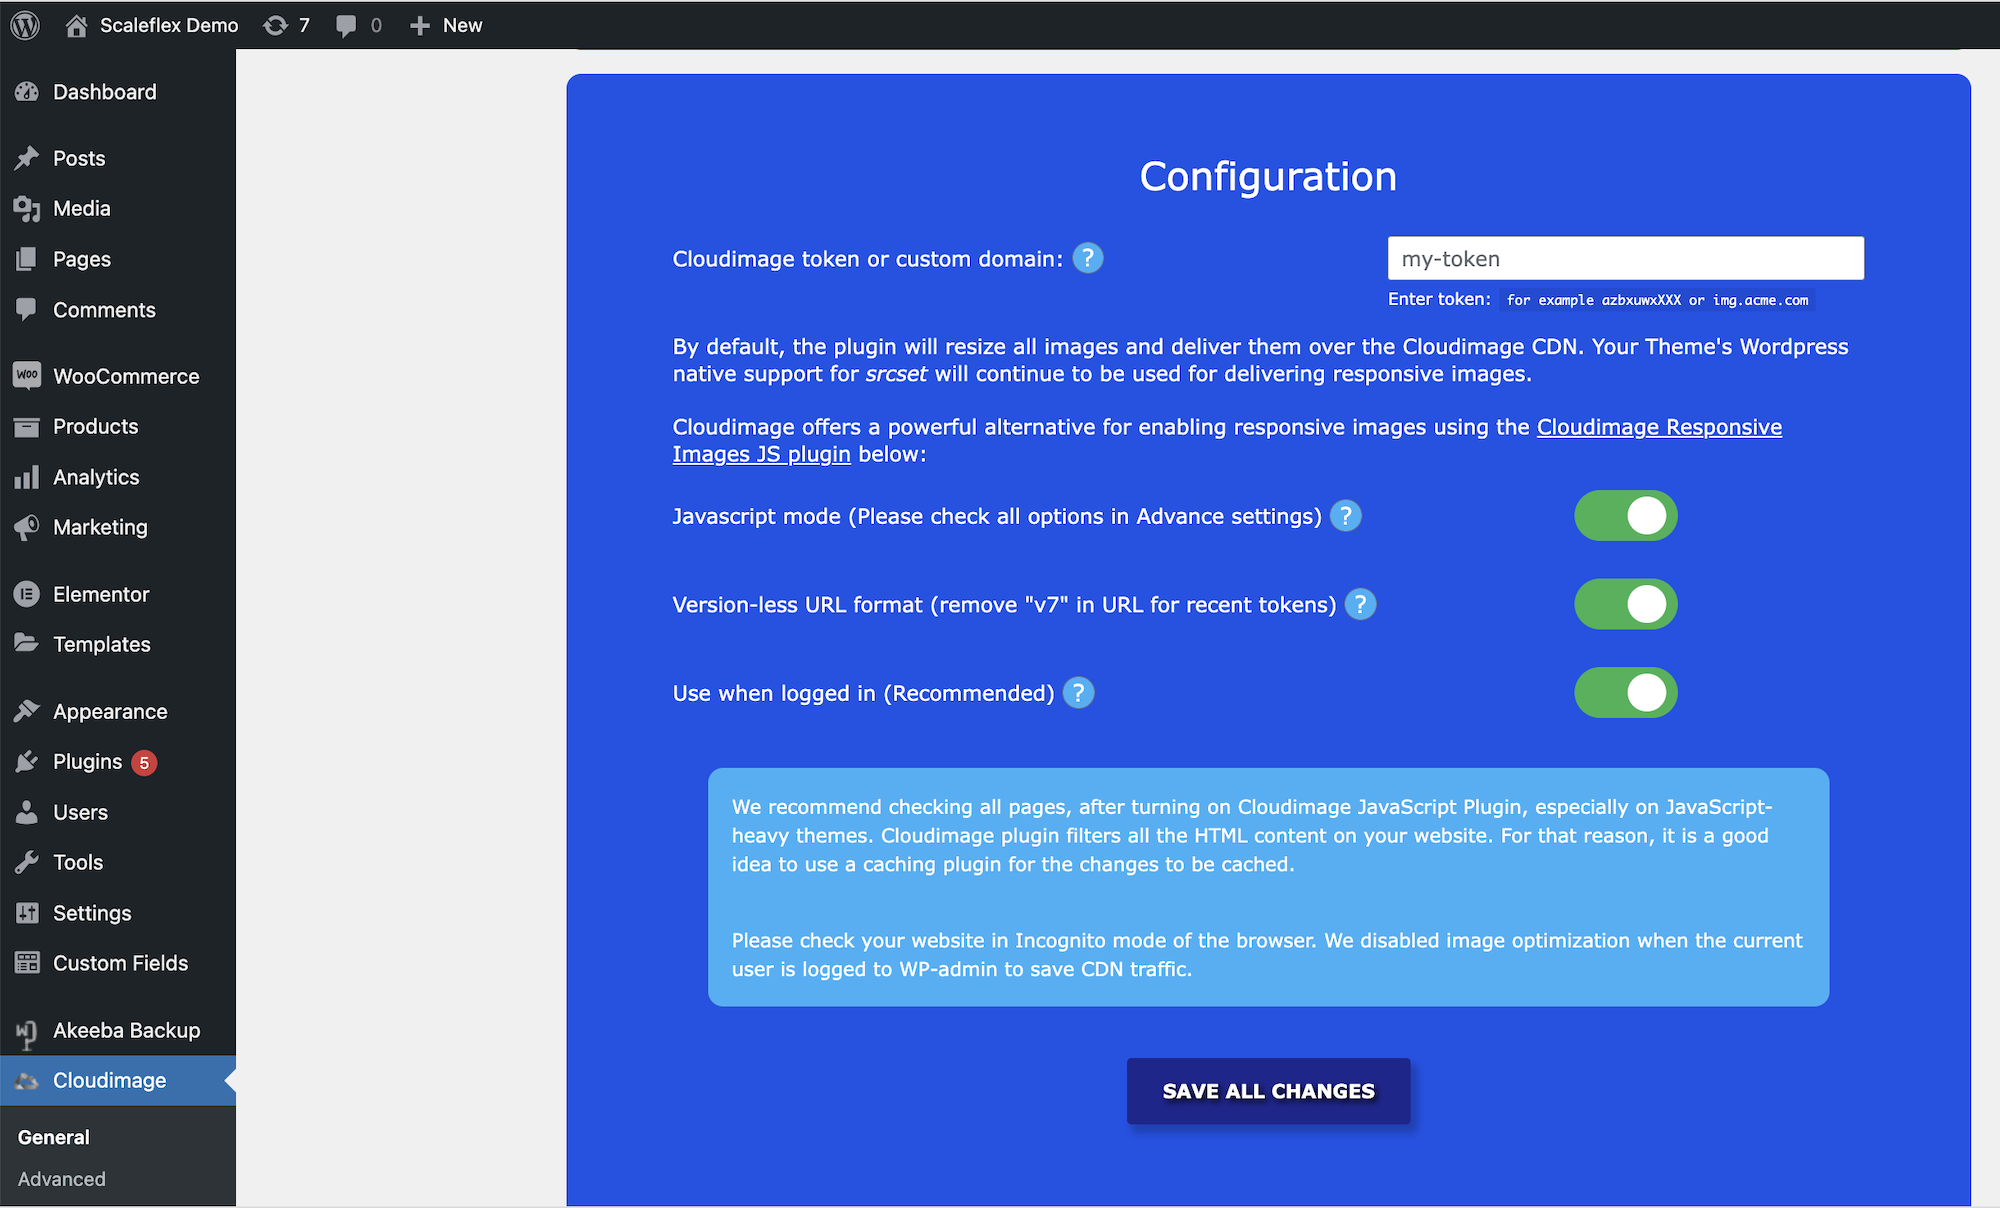 Scaleflex Demo 7 0 New
Dashboard
Posts
Media
Pages
Comments
WooCommerce
Products
Analytics
Marketing
Elementor
Templates
Appearance
Plugins 5
Users
Tools
Settings
Custom Fields
Akeeba Backup
Cloudimage
General
Advanced
Configuration
Cloudimage token or custom domain: ?
my-token
Enter token: for example azbxuwxXXX or img.acme.com
By default, the plugin will resize all images and deliver them over the Cloudimage CDN. Your Theme's Wordpress
native support for srcset will continue to be used for delivering responsive images.
Cloudimage offers a powerful alternative for enabling responsive images using the Cloudimage Responsive
Images JS plugin below:
Javascript mode (Please check all options in Advance settings) ?
Version-less URL format (remove "v7" in URL for recent tokens) ?
Use when logged in (Recommended) ?
We recommend checking all pages, after turning on Cloudimage JavaScript Plugin, especially on JavaScript-
heavy themes. Cloudimage plugin filters all the HTML content on your website. For that reason, it is a good
idea to use a caching plugin for the changes to be cached.
Please check your website in Incognito mode of the browser. We disabled image optimization when the current
user is logged to WP-admin to save CDN traffic.
SAVE ALL CHANGES